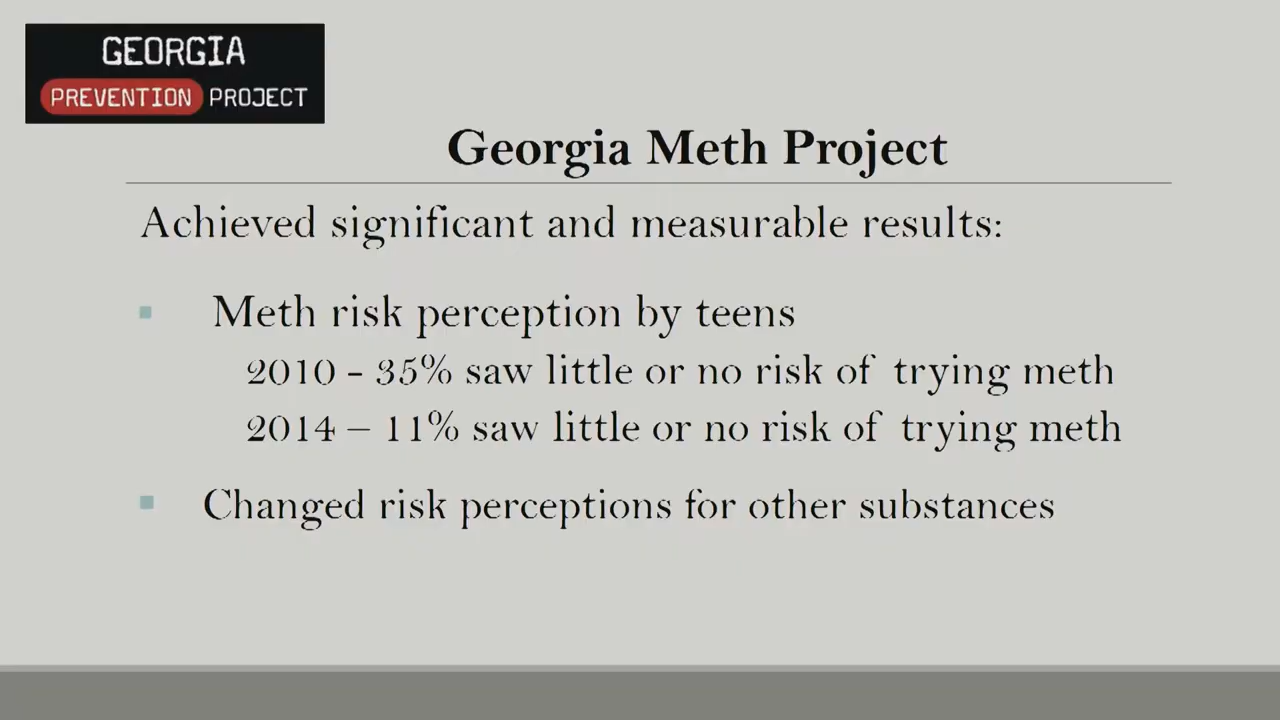 GEORGIA
PREVENTION PROJECT
Georgia Meth Project
Achieved significant and measurable results:
Meth risk perception by teens
2010 - 35% saw little or no risk of trying meth
2014 – 11% saw little or no risk of trying meth
Changed risk perceptions for other substances